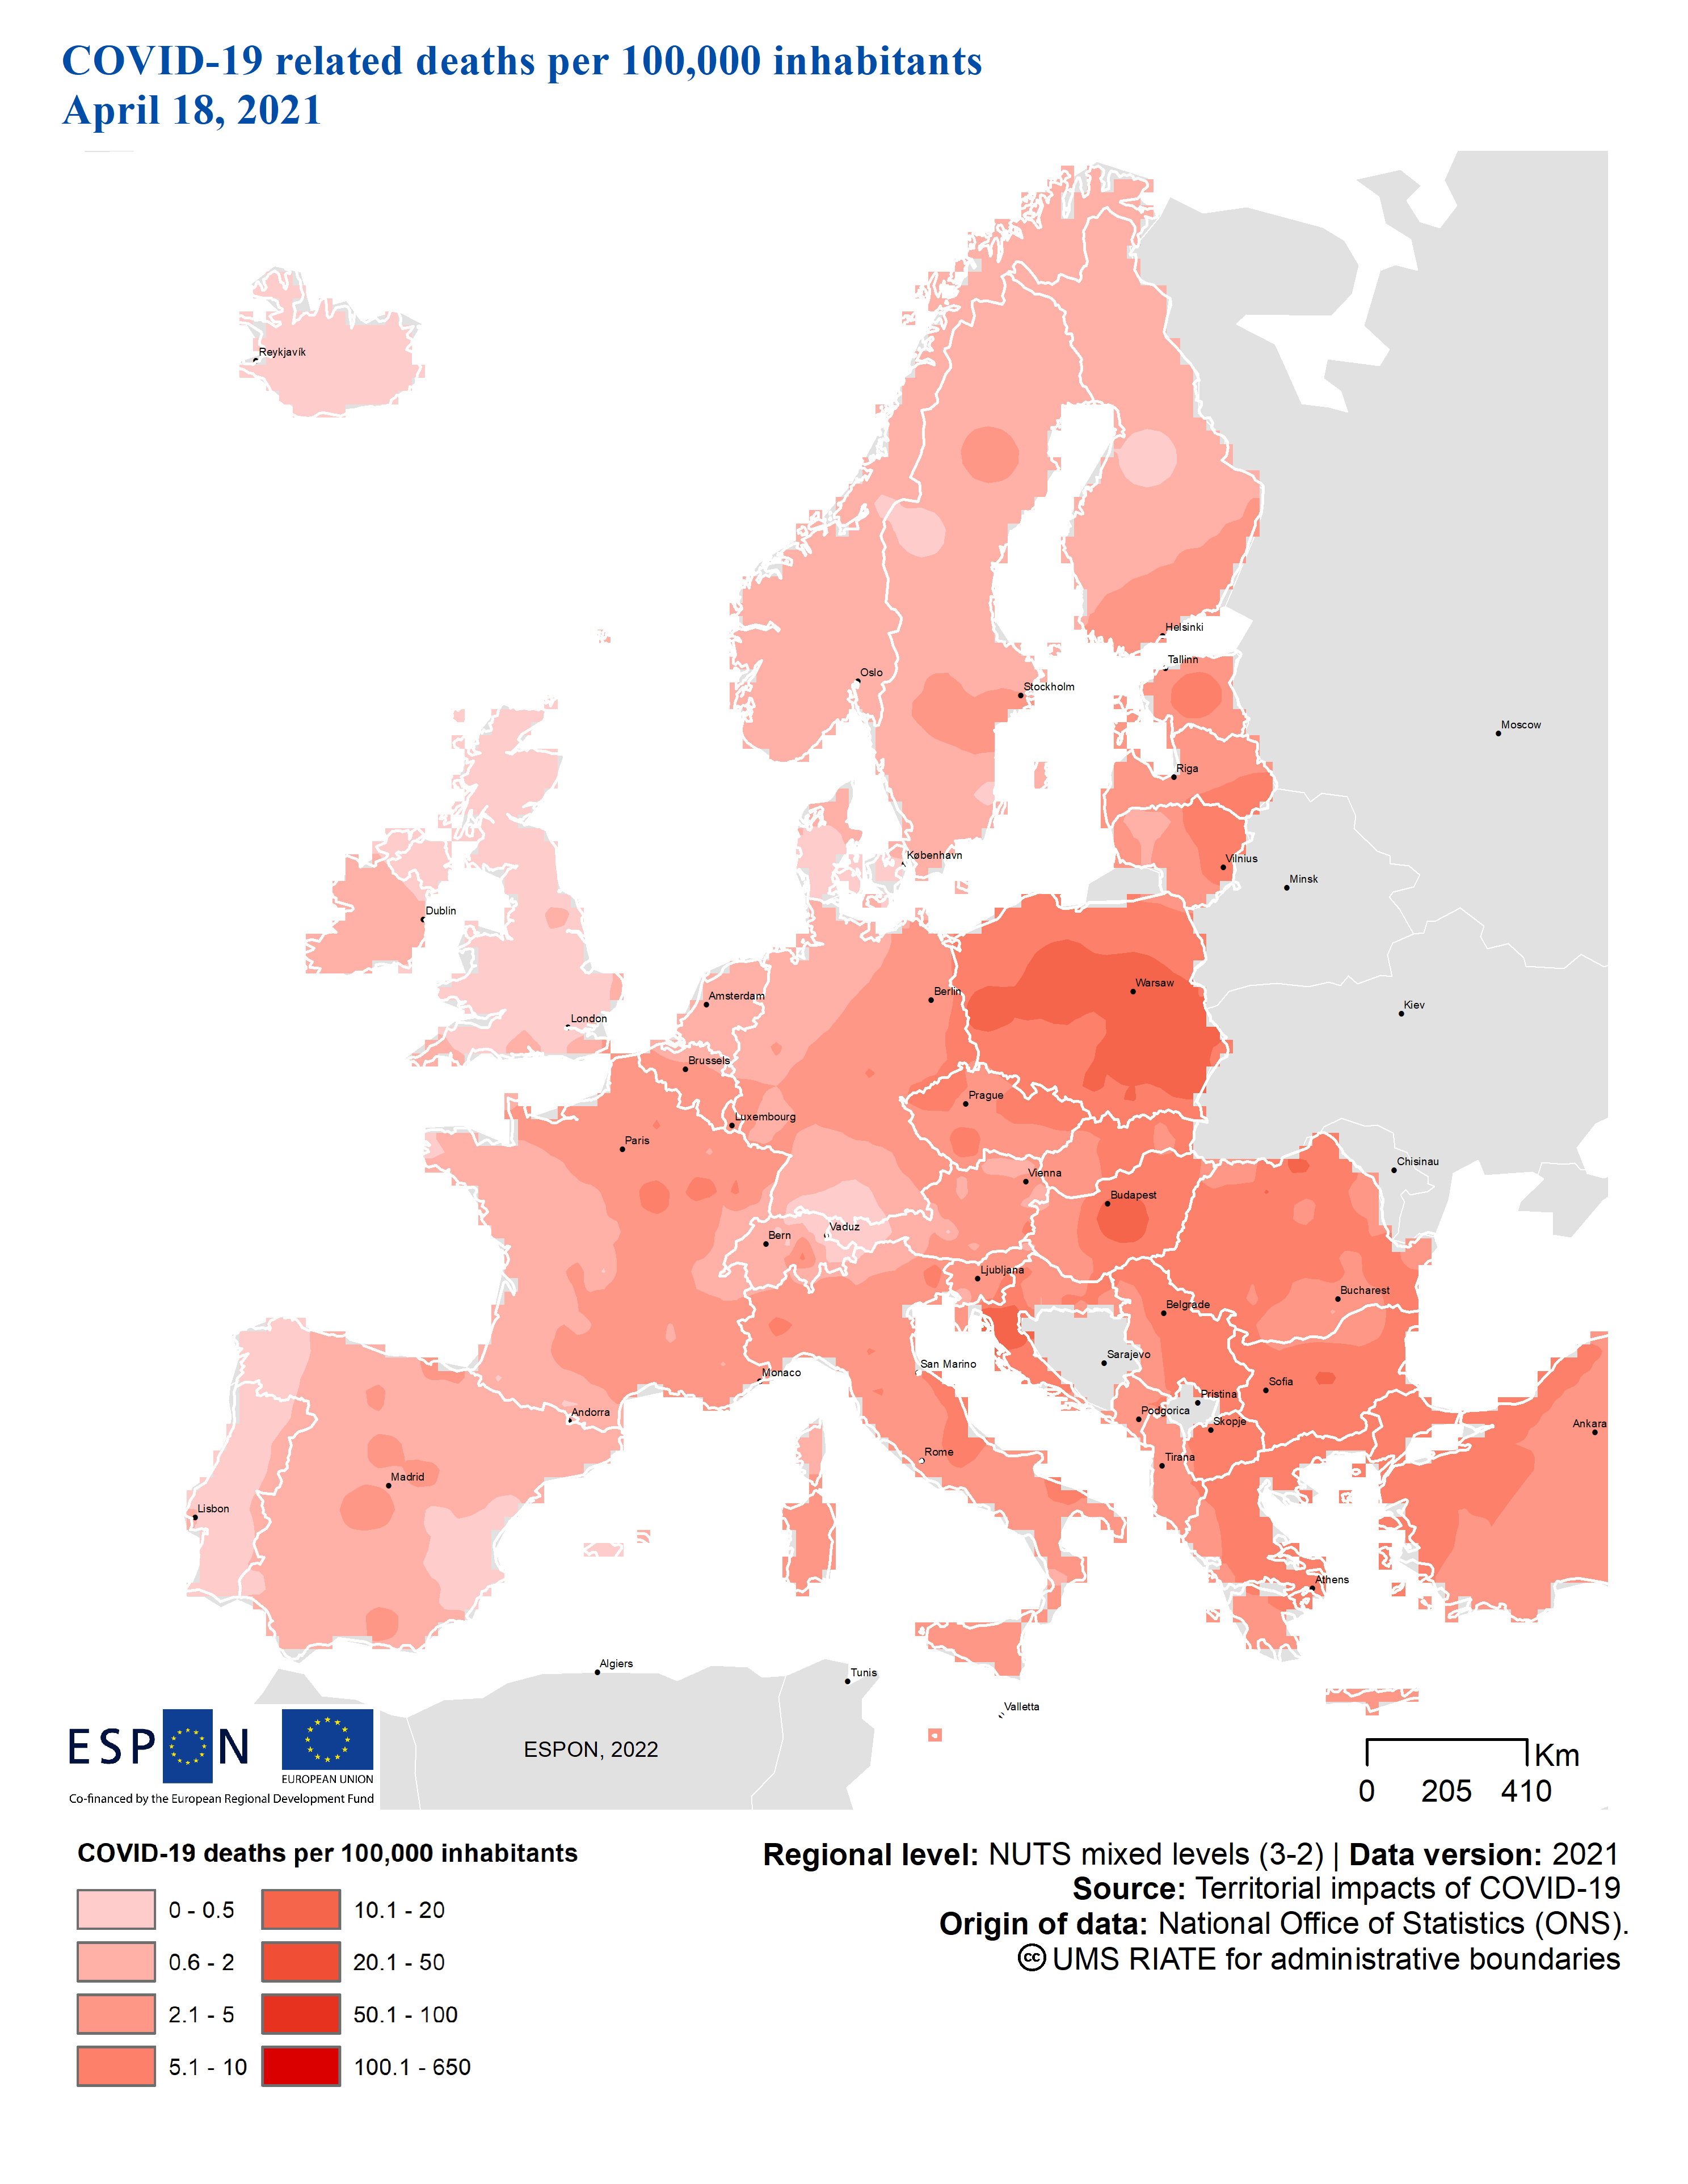 COVID-19 related deaths per 100,000 inhabitants
April 18, 2021
Reykjavík
Helsinki
Tallinn
Oslo
Stockholm
Moscow
Riga
København
Vilnius
Minsk
Dublin
Warsaw
Berlin
Amsterdam
Kiev
London
Brussels
Prague
Luxembourg
Paris
Chisinau
Vienna
Budapest
Vaduz
Bern
Ljubljana
Bucharest
Belgrade
Sarajevo
San Marino
Monaco
Sofia
Pristina
Andorra
Podgorica
Skopje
Ankara
Rome
Tirana
Madrid
Lisbon
Athens
Algiers
Tunis
Valletta
ESPON
EUROPEAN UNION
Co-financed by the European Regional Development Fund
ESPON, 2022
Km
0 205 410
COVID-19 deaths per 100,000 inhabitants
0 - 0.5
0.6 - 2
2.1 - 5
5.1 - 10
10.1 - 20
20.1 - 50
50.1 - 100
100.1 - 650
Regional level: NUTS mixed levels (3-2) | Data version: 2021
Source: Territorial impacts of COVID-19
Origin of data: National Office of Statistics (ONS).
cc UMS RIATE for administrative boundaries